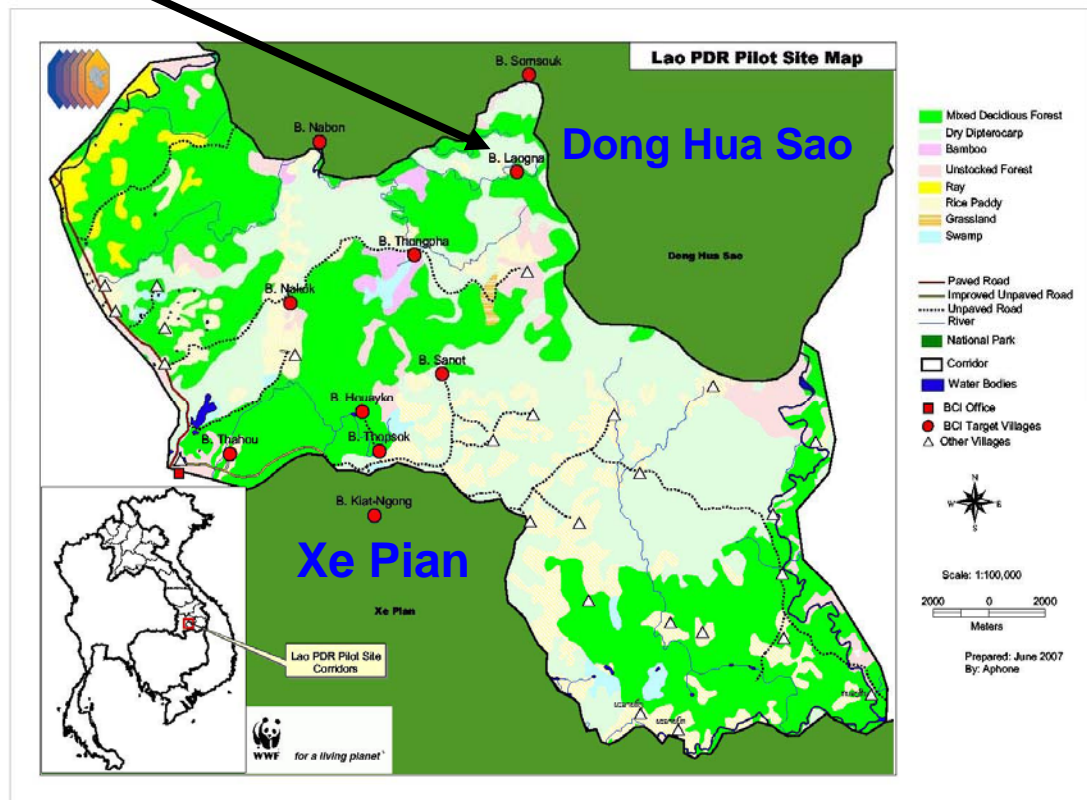 Lao PDR Pilot Site Map
B. Somsouk
B. Nabon
Dong Hua Sao
B. Laogna
B. Thongpha
Dong Hua Sao
B. Nakok
B. Sanot
B. Houayko
B. Thopsok
B. Thahou
B. Kiat-Ngong
Xe Pian
Xe Pian
Lao PDR Pilot Site
Corridors
WWF
for a living planet
Mixed Decidious Forest
Dry Dipterocarp
Bamboo
Unstocked Forest
Ray
Rice Paddy
Grassland
Swamp
Paved Road
Improved Unpaved Road
Unpaved Road
River
National Park
Corridor
Water Bodies
BCI Office
BCI Target Villages
Other Villages
N
W
E
S
Scale: 1:100,000
2000 0 2000
Meters
Prepared: June 2007
By: Aphone